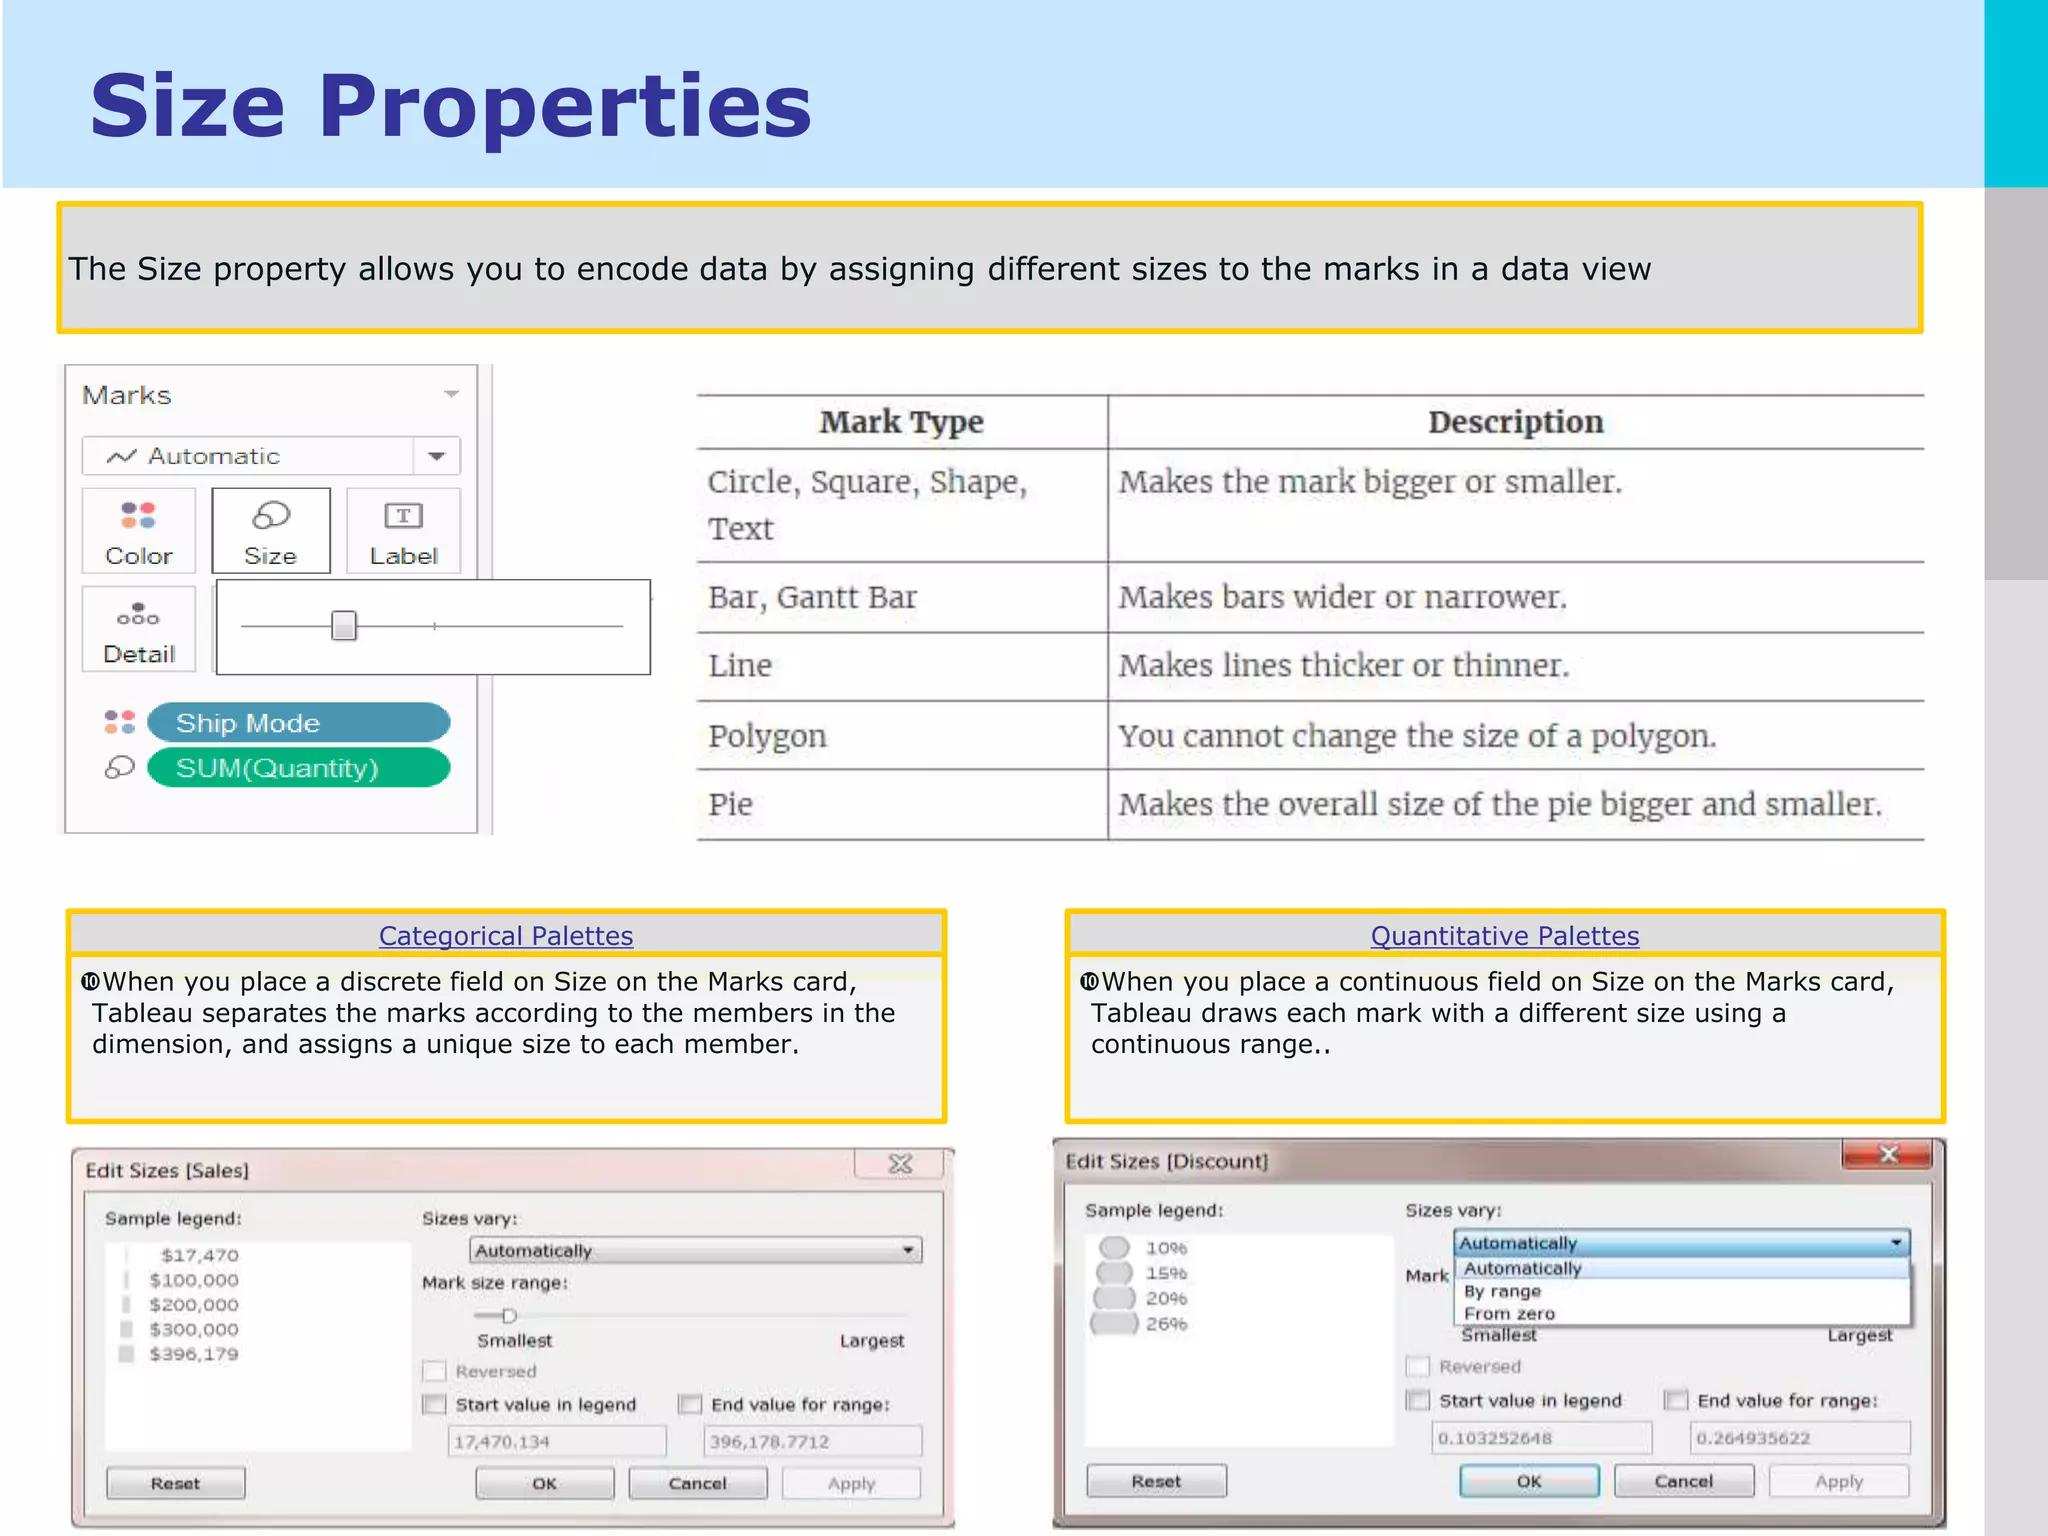 Size Properties
The Size property allows you to encode data by assigning different sizes to the marks in a data view
Marks
Automatic
Color Size Label
T
Detail
Ship Mode
SUM(Quantity)
Mark Type Description
Circle, Square, Shape, Makes the mark bigger or smaller.
Text
Bar, Gantt Bar Makes bars wider or narrower.
Line Makes lines thicker or thinner.
Polygon You cannot change the size of a polygon.
Pie Makes the overall size of the pie bigger and smaller.
Categorical Palettes
❿When you place a discrete field on Size on the Marks card,
Tableau separates the marks according to the members in the
dimension, and assigns a unique size to each member.
Quantitative Palettes
❿When you place a continuous field on Size on the Marks card,
Tableau draws each mark with a different size using a
continuous range..
Edit Sizes [Sales]
Sample legend:
$17,470
$100,000
$200,000
$300,000
$396,179
Sizes vary:
Automatically
Mark size range:
Smallest Largest
Reversed
Start value in legend End value for range:
17,470.134 396,178.7712
Reset OK Cancel Apply
Edit Sizes [Discount]
Sample legend:
10%
15%
20%
26%
Sizes vary:
Automatically
Mark
Automatically
By range
From zero
Smallest Largest
Reversed
Start value in legend End value for range:
0.103252648 0.264935622
Reset OK Cancel Apply